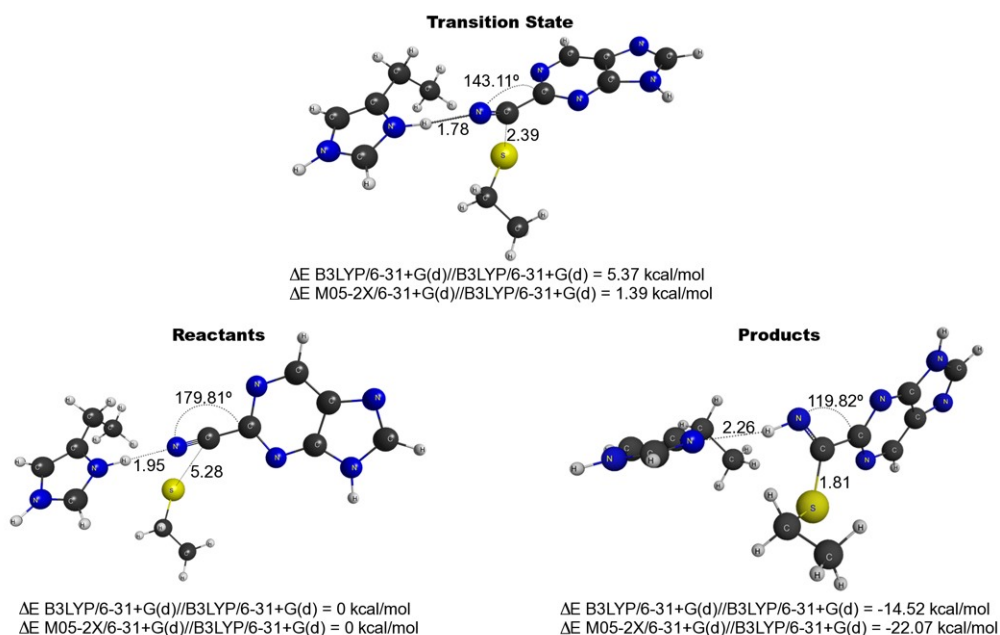 Transition State
143.11º
1.78
2.39
ΔE B3LYP/6-31+G(d)//B3LYP/6-31+G(d) = 5.37 kcal/mol
ΔE M05-2X/6-31+G(d)//B3LYP/6-31+G(d) = 1.39 kcal/mol
Reactants
179.81º
1.95
5.28
ΔE B3LYP/6-31+G(d)//B3LYP/6-31+G(d) = 0 kcal/mol
ΔE M05-2X/6-31+G(d)//B3LYP/6-31+G(d) = 0 kcal/mol
Products
119.82º
2.26
1.81
ΔE B3LYP/6-31+G(d)//B3LYP/6-31+G(d) = -14.52 kcal/mol
ΔE M05-2X/6-31+G(d)//B3LYP/6-31+G(d) = -22.07 kcal/mol